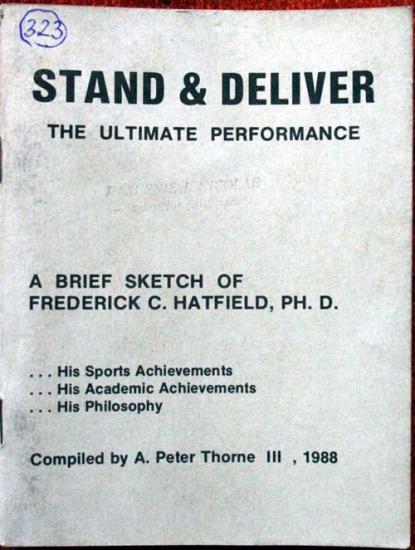 323
STAND & DELIVER
THE ULTIMATE PERFORMANCE
A BRIEF SKETCH OF
FREDERICK C. HATFIELD, PH. D.
. . . His Sports Achievements
. . . His Academic Achievements
. . . His Philosophy
Compiled by A. Peter Thorne III , 1988